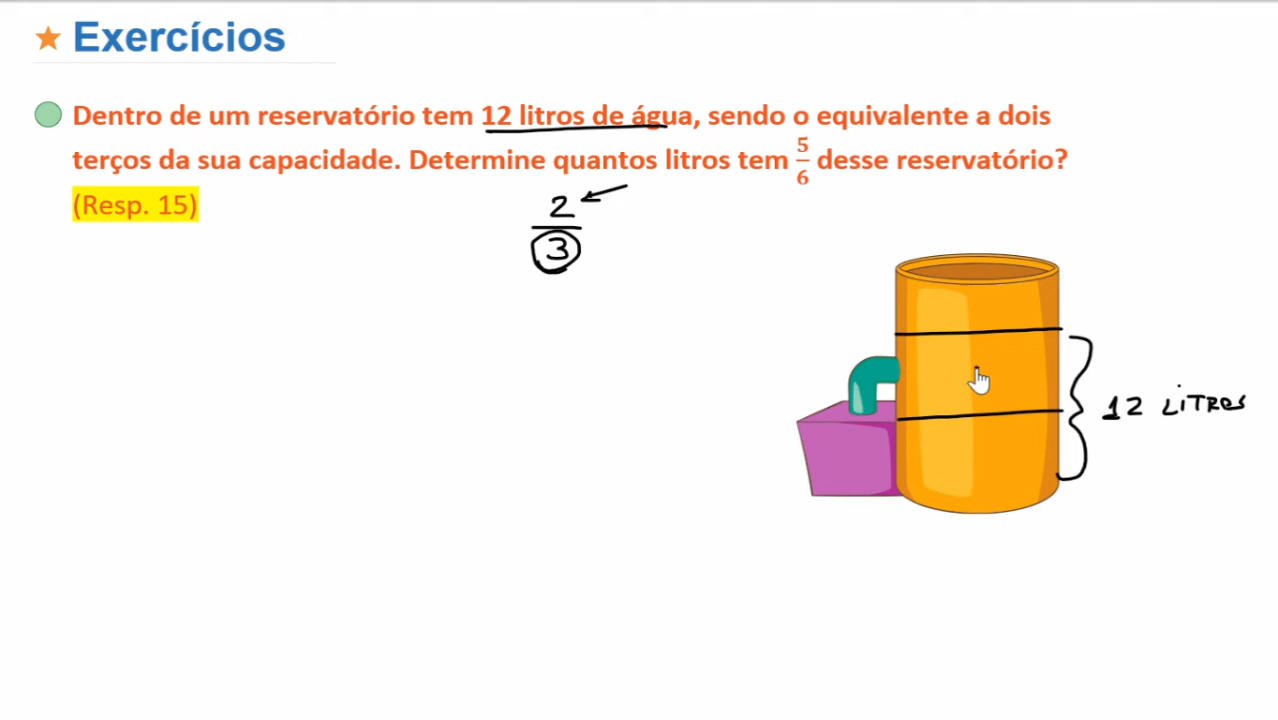 Exercícios
Dentro de um reservatório tem 12 litros de água, sendo o equivalente a dois
terços da sua capacidade. Determine quantos litros tem 5/6 desse reservatório?
(Resp. 15)
2
3
12 LiTROS